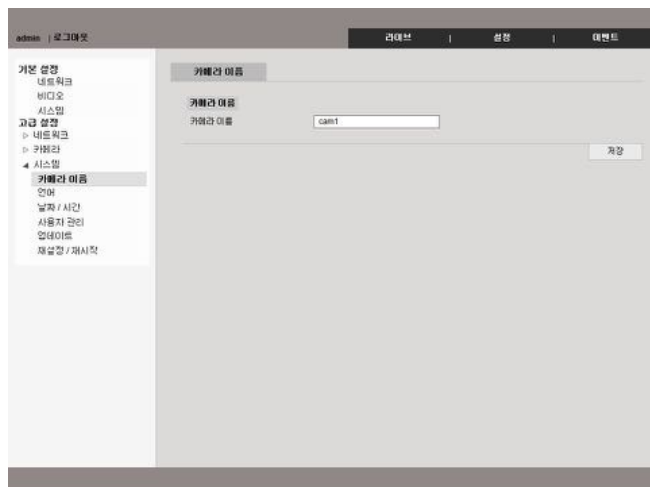 admin | 로그아웃
라이브 | 설정 | 이벤트
기본 설정
네트워크
비디오
시스템
고급 설정
▷ 네트워크
▷ 카메라
◢ 시스템
카메라 이름
언어
날짜 / 시간
사용자 관리
업데이트
재설정 / 재시작
카메라 이름
카메라 이름
카메라 이름
cam1
저장